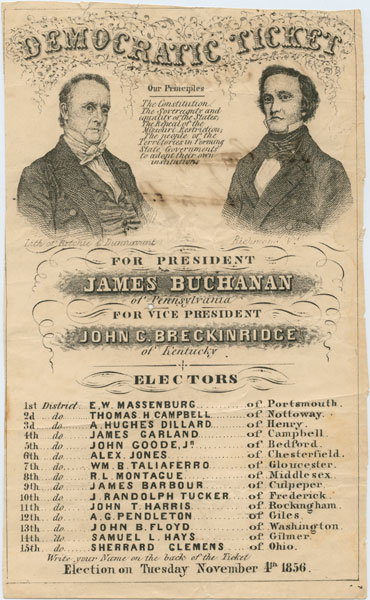 DEMOCRATIC TICKET
Our Principles
The Constitution,
The Sovereignty and
equality of the States,
The Repeal of the
Missouri Restriction,
The people of the
Territories in forming
State Governments
to adopt their own
institutions
Lith. of Ritchie & Dunnavant Richmond Va.
FOR PRESIDENT
JAMES BUCHANAN
of Pennsylvania
FOR VICE PRESIDENT
JOHN C. BRECKINRIDGE
of Kentucky
ELECTORS
1st District: E. W. MASSENBURG of Portsmouth.
2d do THOMAS H. CAMPBELL of Nottoway.
3d do A. HUGHES DILLARD of Henry.
4th do JAMES GARLAND of Campbell.
5th do JOHN GOODE, Jr of Bedford.
6th do ALEX. JONES of Chesterfield.
7th do WM. B. TALIAFERRO of Gloucester.
8th do R. L. MONTAGUE of Middlesex.
9th do JAMES BARBOUR of Culpeper.
10th do J. RANDOLPH TUCKER of Frederick.
11th do JOHN T. HARRIS of Rockingham.
12th do A. G. PENDLETON of Giles.
13th do JOHN B. FLOYD of Washington.
14th do SAMUEL L. HAYS of Gilmer.
15th do SHERRARD CLEMENS of Ohio.
Write your Name on the back of the Ticket
Election on Tuesday November 4th 1856.